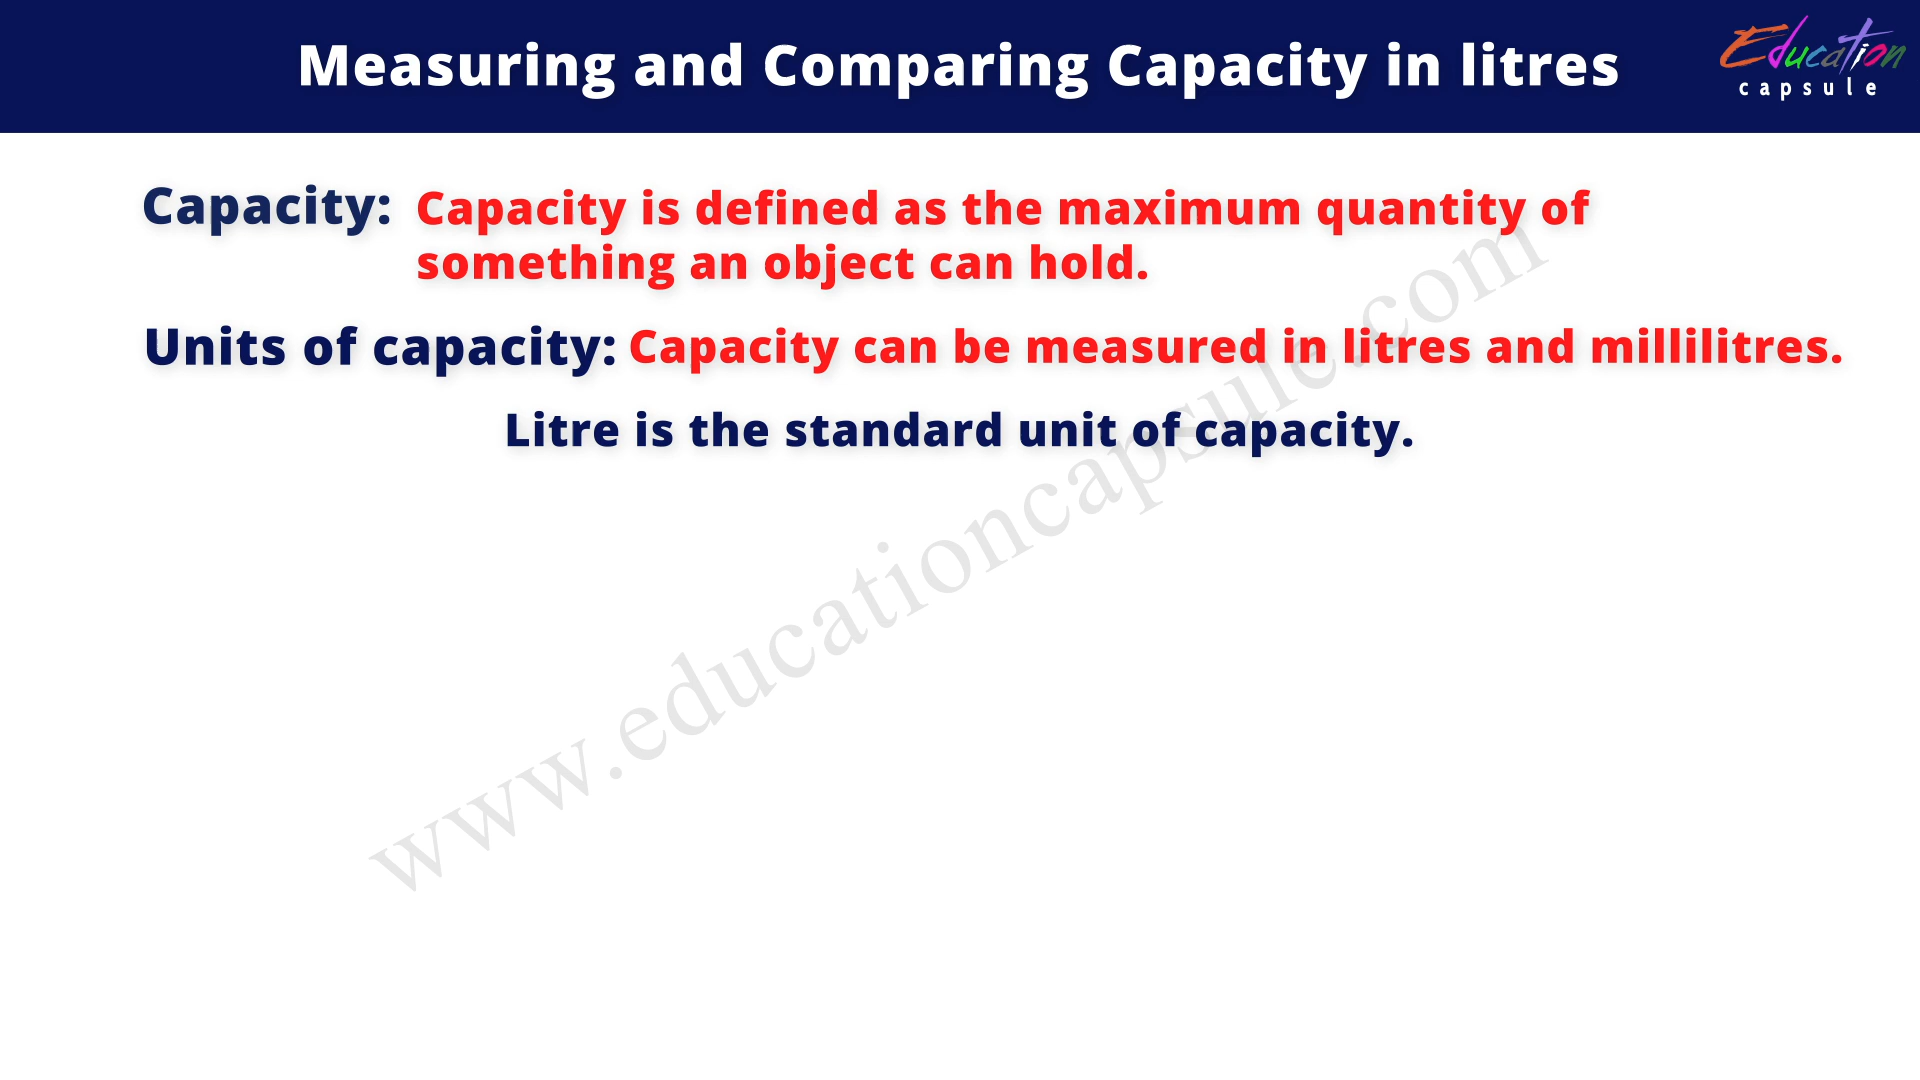 Measuring and Comparing Capacity in litres
Education
capsule
Capacity: Capacity is defined as the maximum quantity of
something an object can hold.
Units of capacity: Capacity can be measured in litres and millilitres.
Litre is the standard unit of capacity.
www.educationcapsule.com